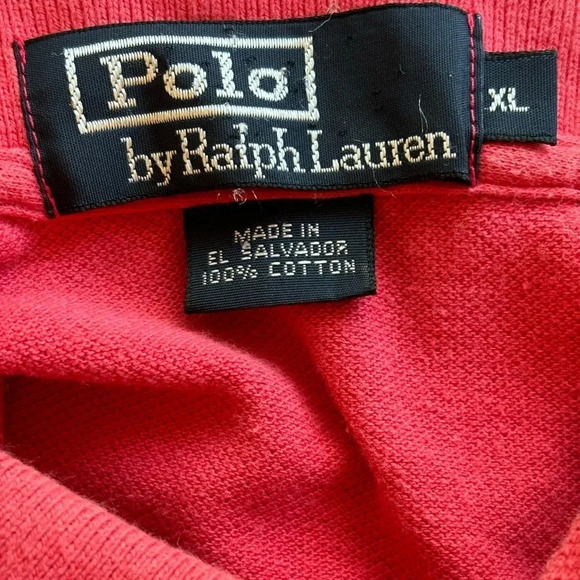 Polo
by Ralph Lauren
XL
MADE IN
EL SALVADOR
100% COTTON